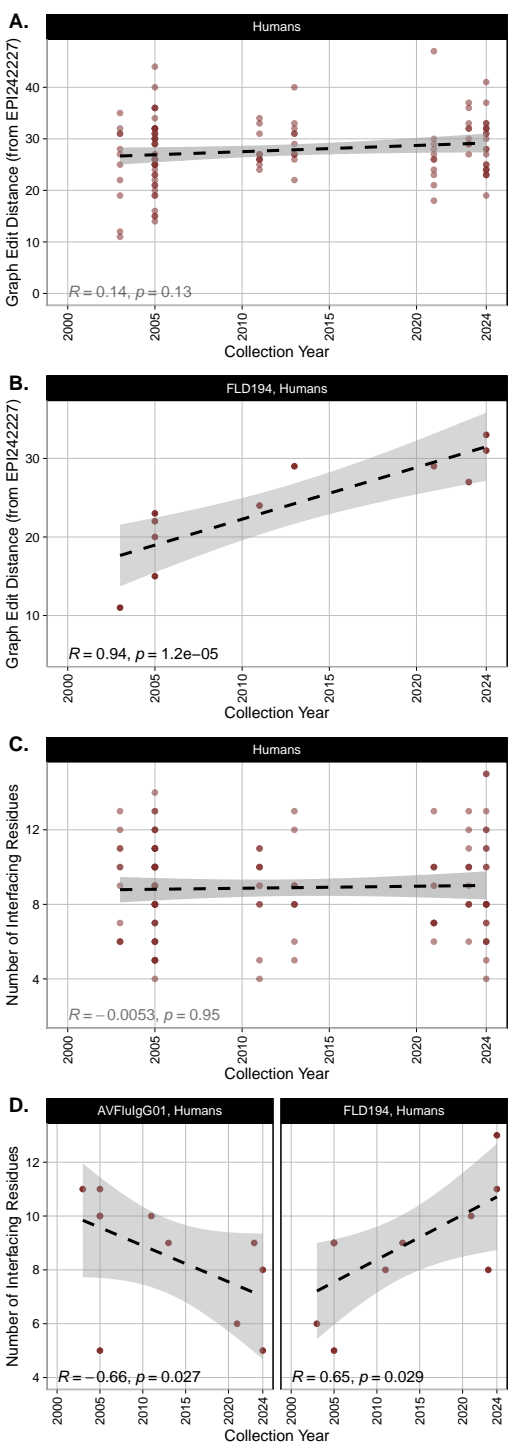 A.
Humans
Graph Edit Distance (from EPI242227)
40
30
20
10
0
R = 0.14, p = 0.13
2000
2005
2010
2015
2020
2024
Collection Year
B.
FLD194, Humans
Graph Edit Distance (from EPI242227)
30
20
10
R = 0.94, p = 1.2e−05
2000
2005
2010
2015
2020
2024
Collection Year
C.
Humans
Number of Interfacing Residues
12
8
4
R = −0.0053, p = 0.95
2000
2005
2010
2015
2020
2024
Collection Year
D.
AVFluIgG01, Humans
FLD194, Humans
Number of Interfacing Residues
12
10
8
6
4
R = −0.66, p = 0.027
R = 0.65, p = 0.029
2000
2005
2010
2015
2020
2024
2000
2005
2010
2015
2020
2024
Collection Year